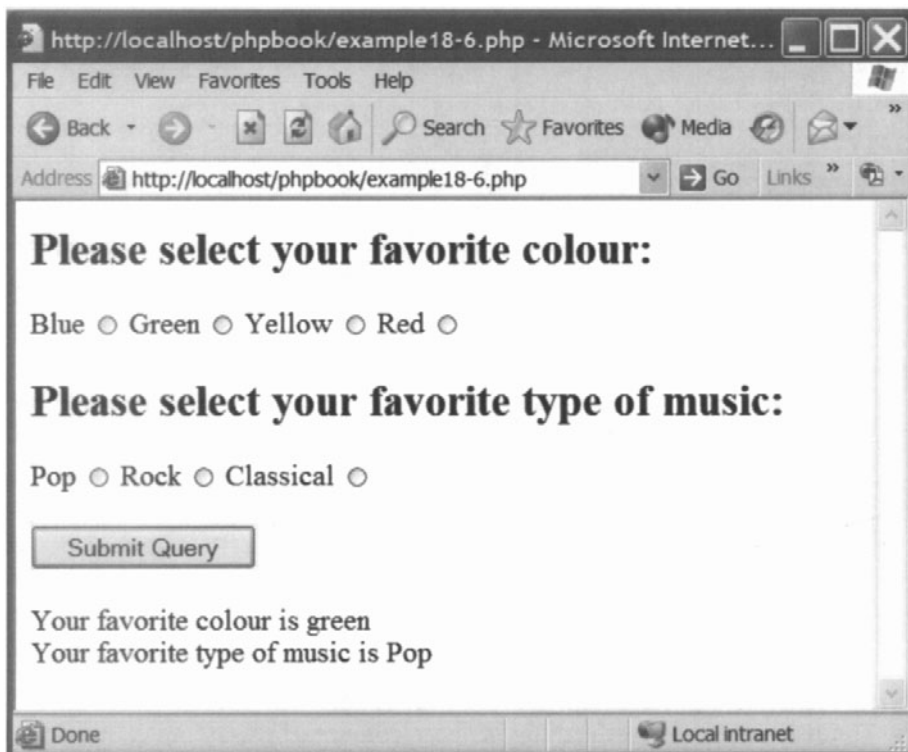 http://localhost/phpbook/example18-6.php - Microsoft Internet...
File Edit View Favorites Tools Help
Back Search Favorites Media »
Address http://localhost/phpbook/example18-6.php Go Links »
Please select your favorite colour:
Blue Green Yellow Red
Please select your favorite type of music:
Pop Rock Classical
Submit Query
Your favorite colour is green
Your favorite type of music is Pop
Done Local intranet